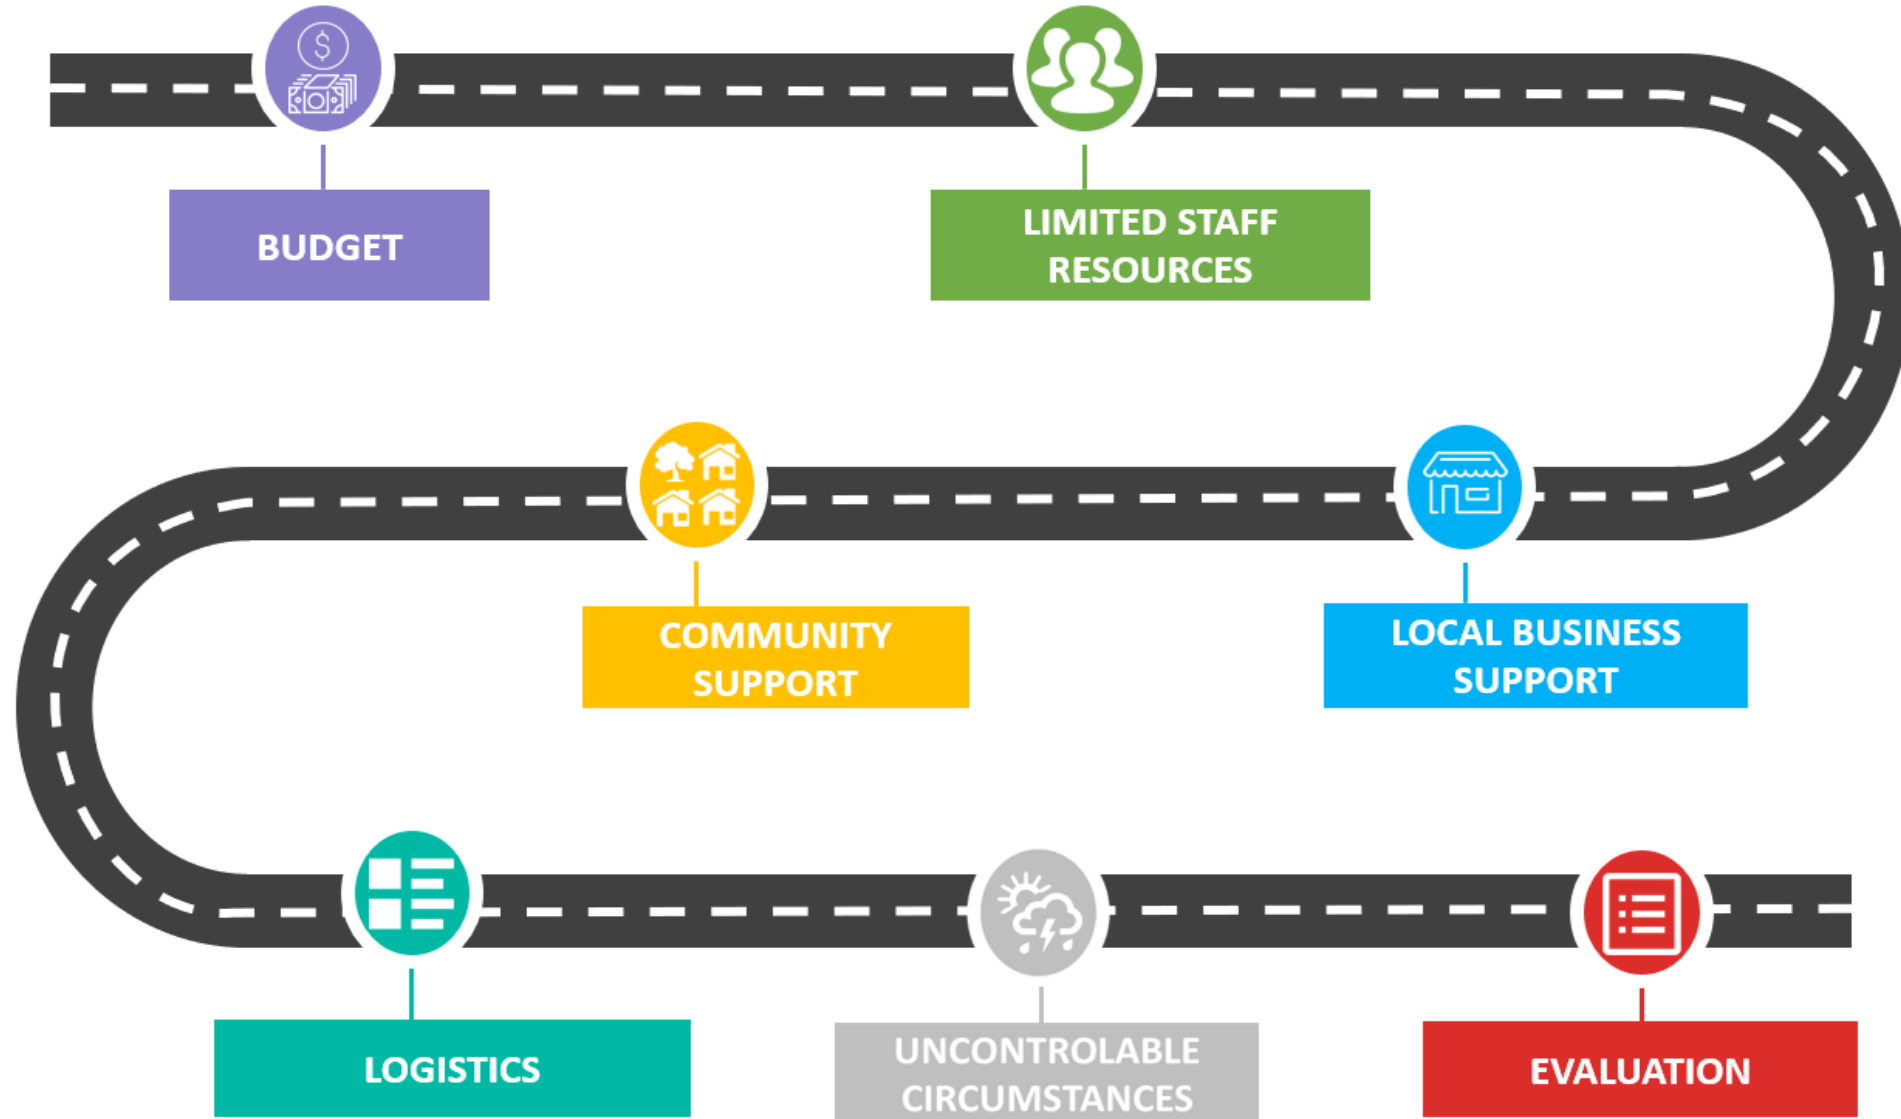 BUDGET
LIMITED STAFF
RESOURCES
LOCAL BUSINESS
SUPPORT
COMMUNITY
SUPPORT
LOGISTICS
UNCONTROLABLE
CIRCUMSTANCES
EVALUATION